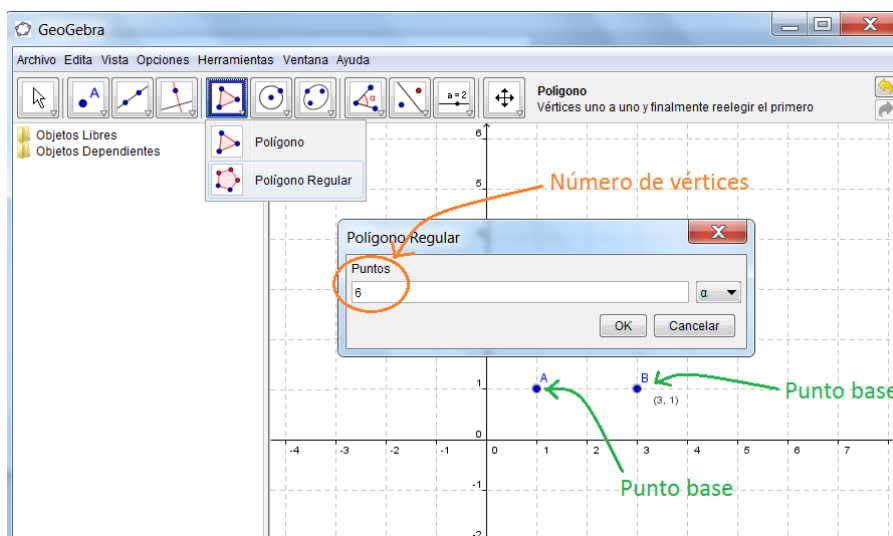 GeoGebra
Archivo Edita Vista Opciones Herramientas Ventana Ayuda
A
α
a = 2
Polígono
Vértices uno a uno y finalmente reelegir el primero
Objetos Libres
Objetos Dependientes
Polígono
Polígono Regular
Número de vértices
Polígono Regular
Puntos
6
α
OK Cancelar
A
B
(3, 1)
Punto base
Punto base
6
5
1
0
-1
-2
-4 -3 -2 -1 0 1 2 3 4 5 6 7